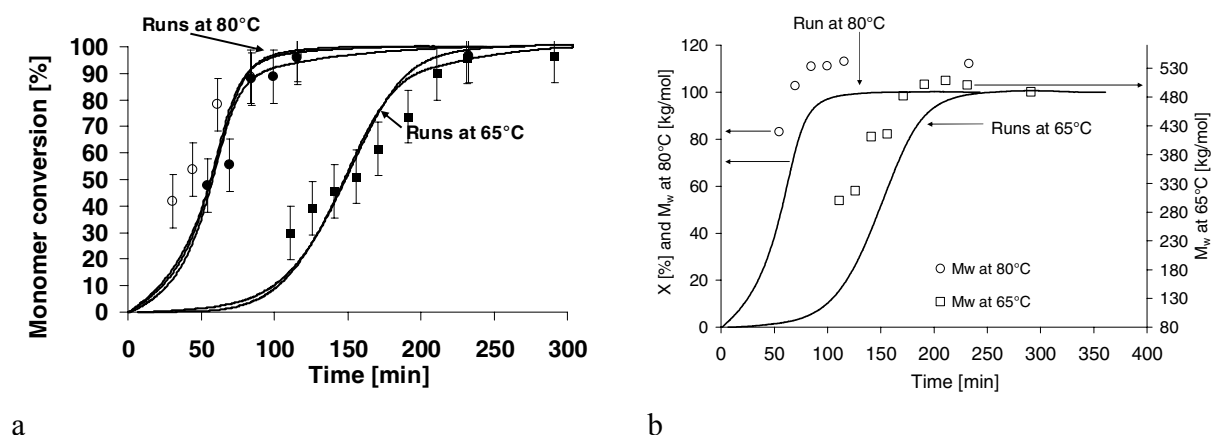 Runs at 80°C
Monomer conversion [%]
100
90
80
70
60
50
40
30
20
10
0
Runs at 65°C
0 50 100 150 200 250 300
Time [min]
a
Run at 80°C
X [%] and Mw at 80°C [kg/mol]
120
100
80
60
40
20
0
Runs at 65°C
Mw at 80°C
Mw at 65°C
Mw at 65°C [kg/mol]
530
480
430
380
330
280
230
180
130
80
0 50 100 150 200 250 300 350 400
Time [min]
b